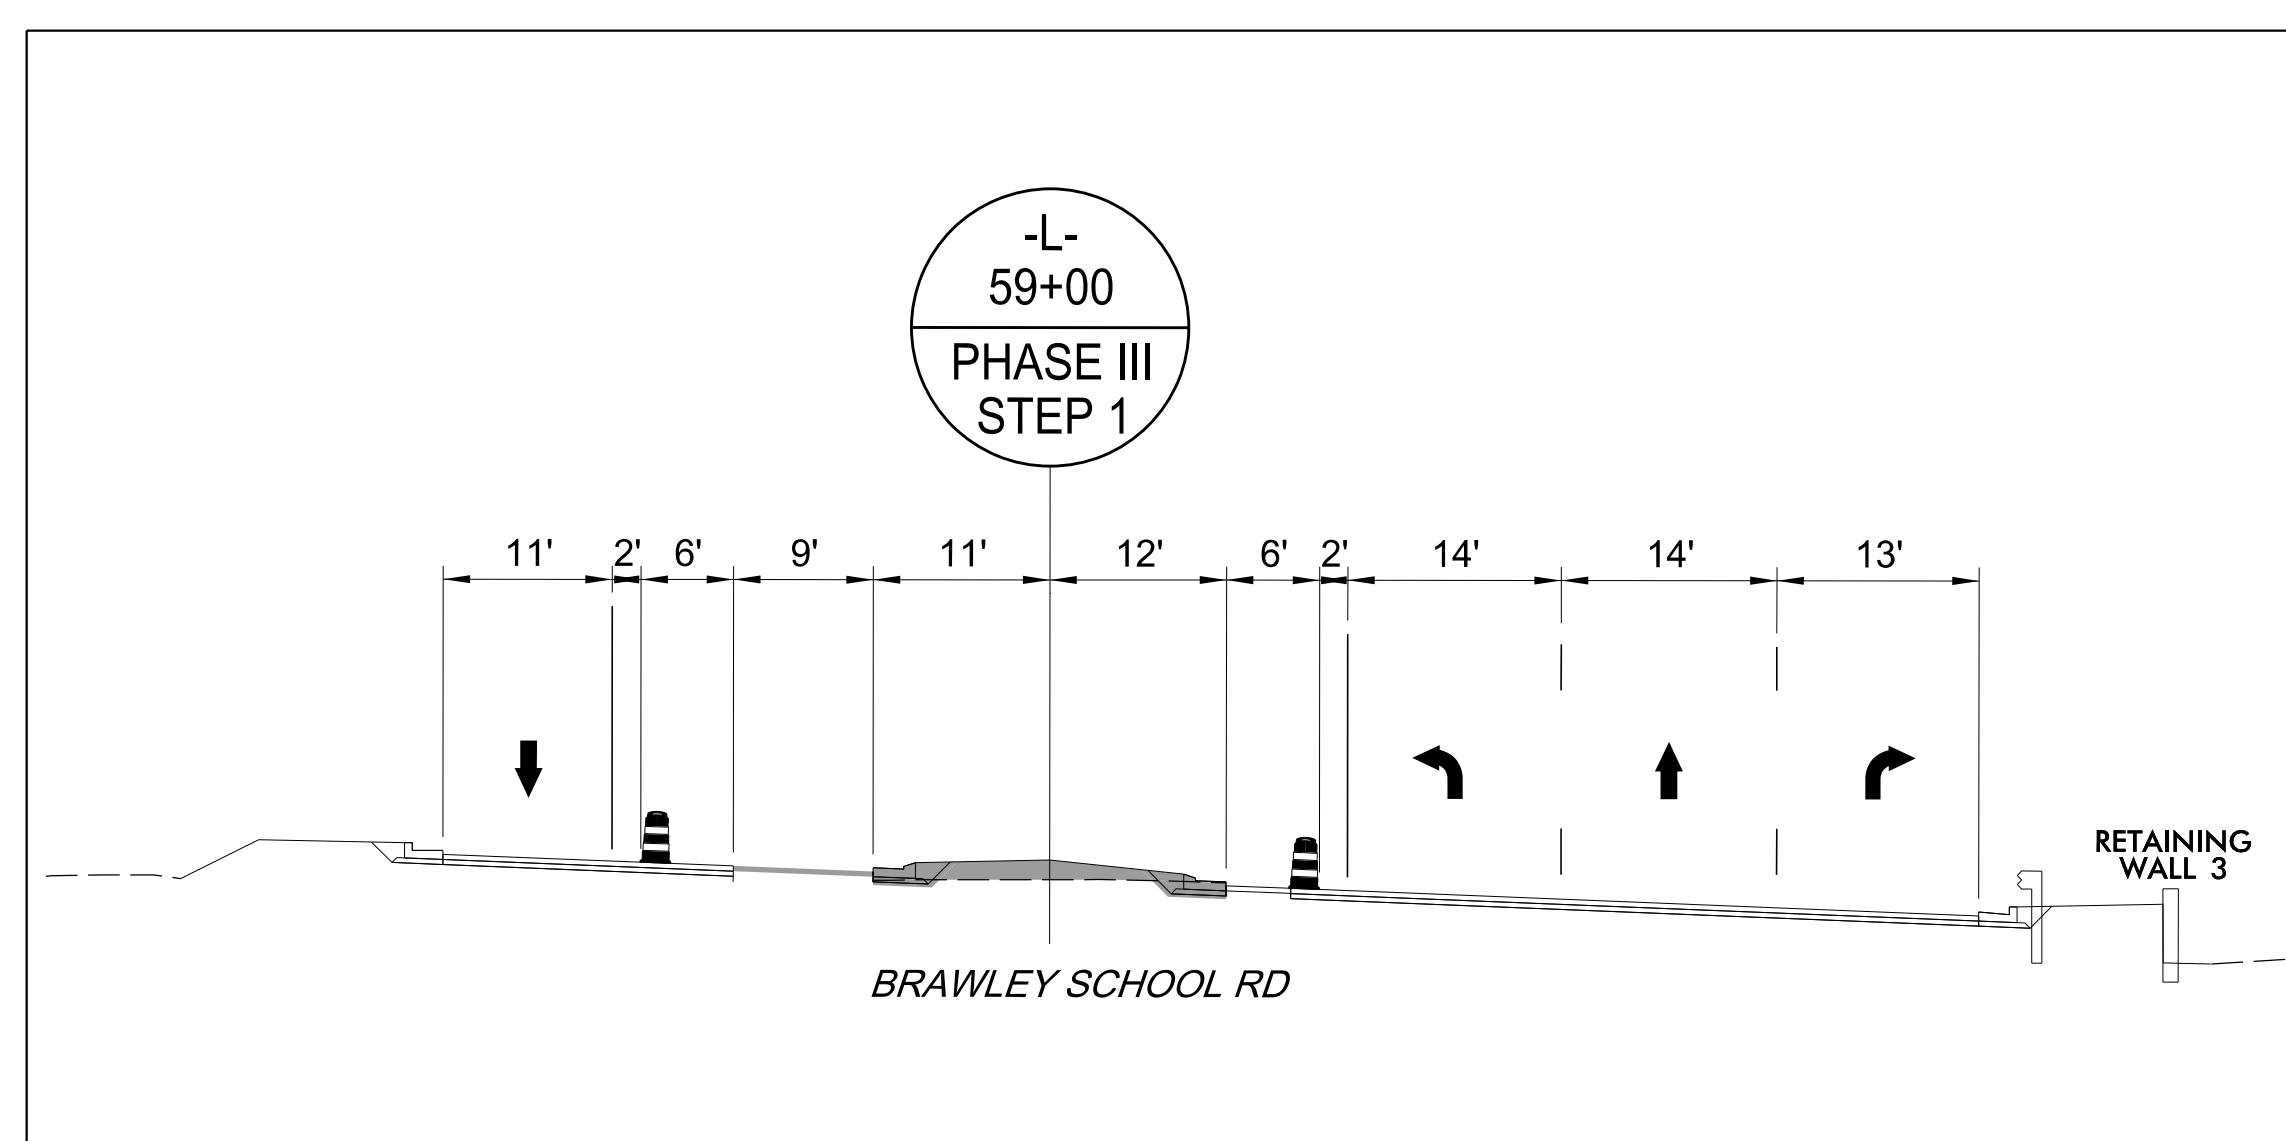 -L-
59+00
PHASE III
STEP 1
11' 2' 6' 9' 11' 12' 6' 2' 14' 14' 13'
RETAINING
WALL 3
BRAWLEY SCHOOL RD